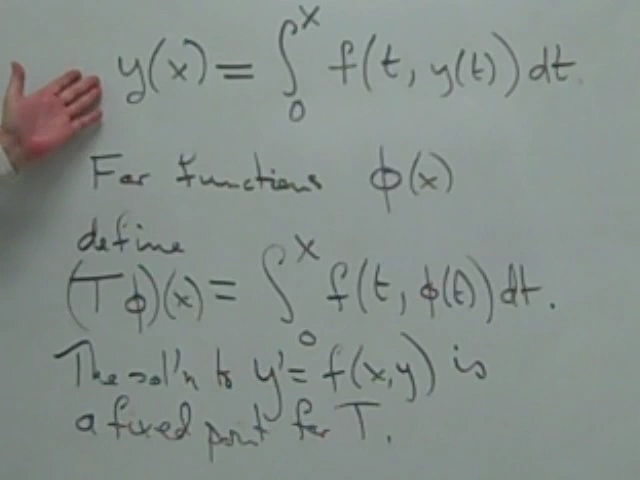 y(x) = ∫₀ˣ f(t, y(t)) dt
For functions ϕ(x)
define
(Tϕ)(x) = ∫₀ˣ f(t, ϕ(t)) dt.
The sol'n to y' = f(x,y) is
a fixed point for T.